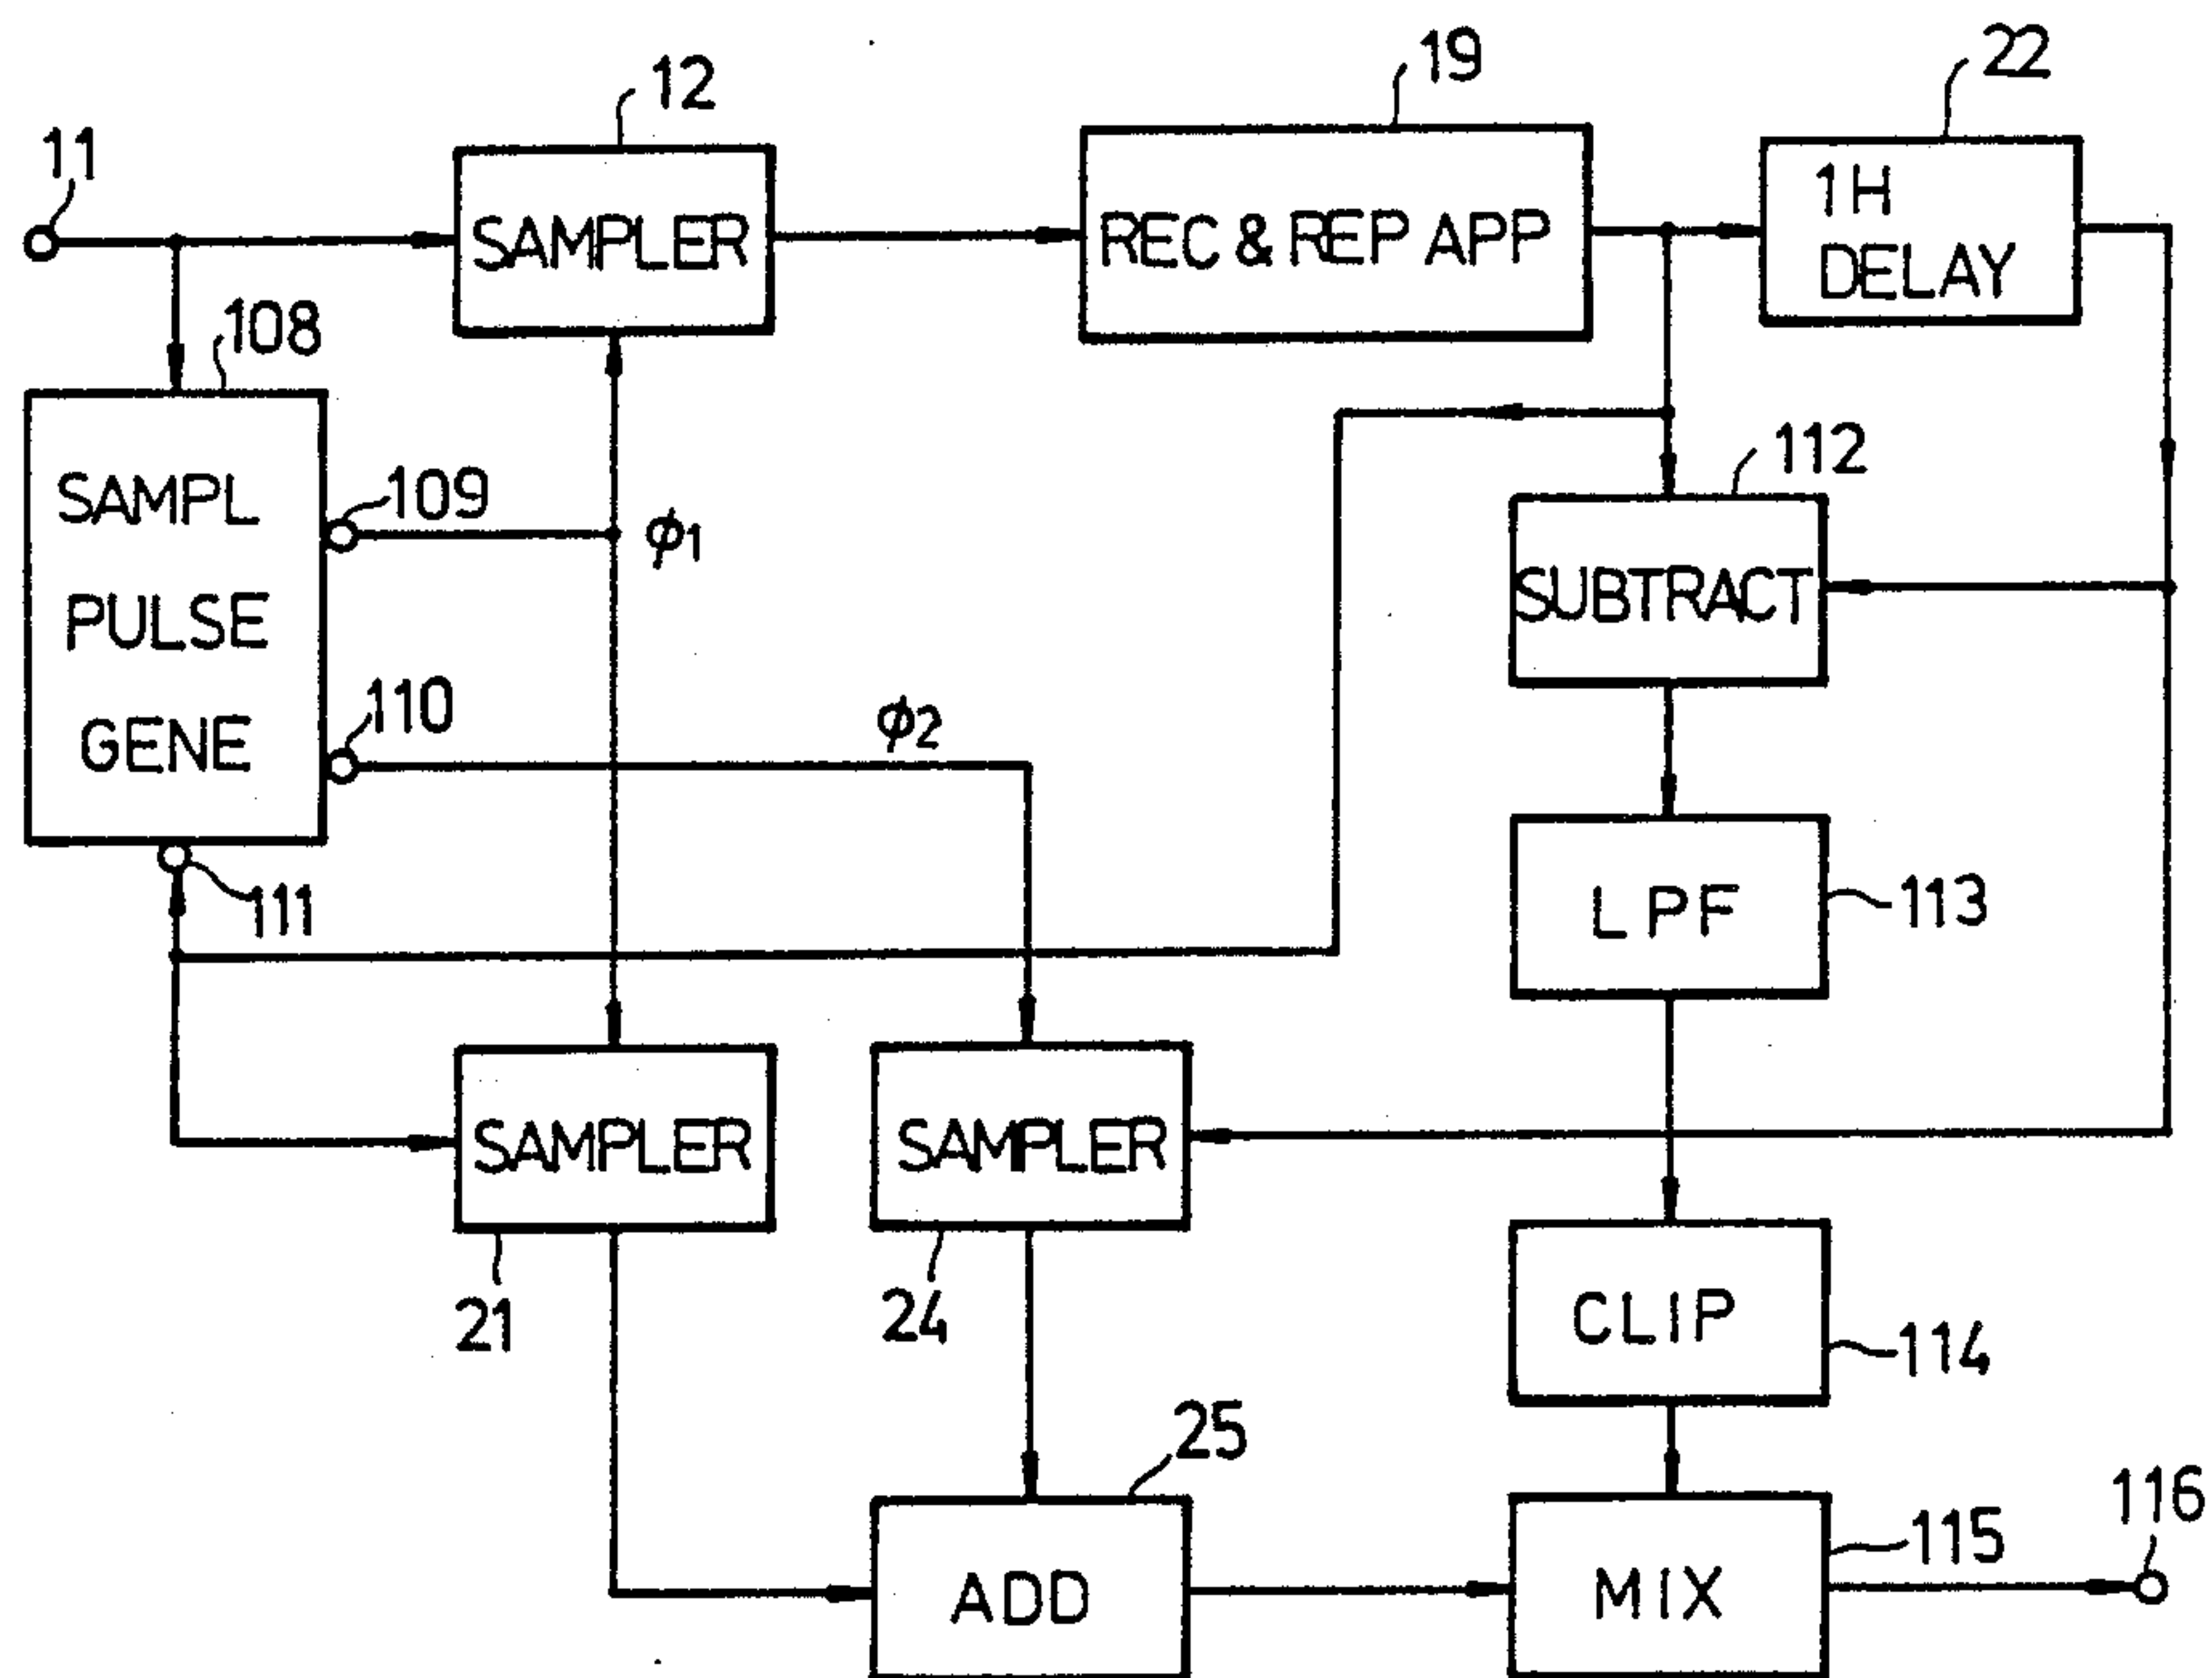 11
12
SAMPLER
19
REC & REP APP
22
1H
DELAY
108
SAMPL
PULSE
GENE
109
ϕ1
110
ϕ2
111
112
SUBTRACT
LPF
113
SAMPLER
21
SAMPLER
24
CLIP
114
25
ADD
MIX
115
116